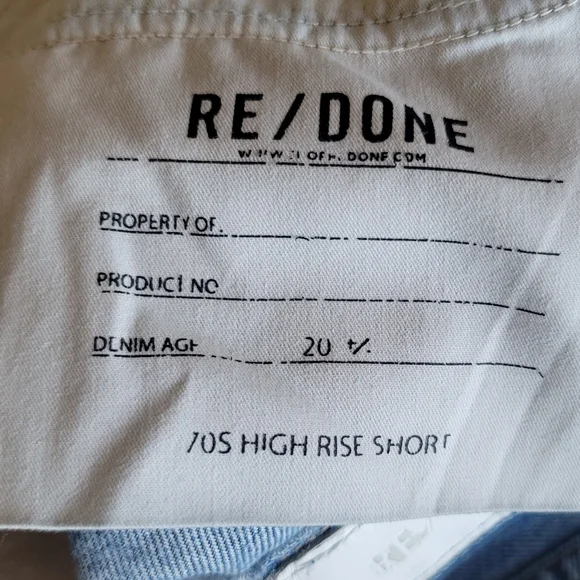 RE/DONE
PROPERTY OF
PRODUCT NO
DENIM AGE 20 +/-
70S HIGH RISE SHORT